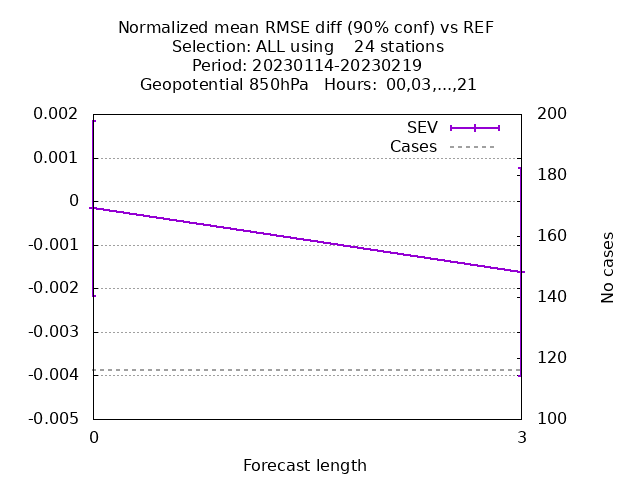 Normalized mean RMSE diff (90% conf) vs REF
Selection: ALL using    24 stations
Period: 20230114-20230219
Geopotential 850hPa   Hours:  00,03,...,21
SEV
Cases
0.002
0.001
0
-0.001
-0.002
-0.003
-0.004
-0.005
200
180
160
140
120
100
No cases
0
3
Forecast length